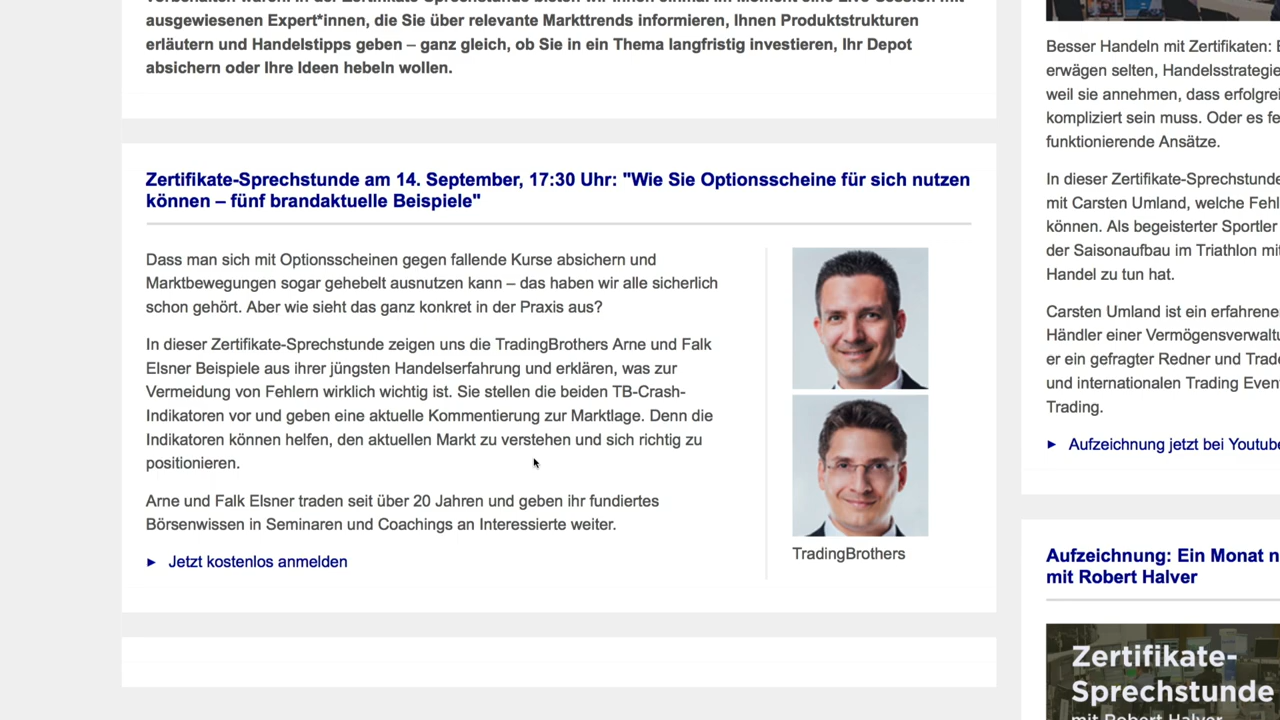 ausgewiesenen Expert*innen, die Sie über relevante Markttrends informieren, Ihnen Produktstrukturen
erläutern und Handelstipps geben – ganz gleich, ob Sie in ein Thema langfristig investieren, Ihr Depot
absichern oder Ihre Ideen hebeln wollen.
Zertifikate-Sprechstunde am 14. September, 17:30 Uhr: "Wie Sie Optionsscheine für sich nutzen
können – fünf brandaktuelle Beispiele"
Dass man sich mit Optionsscheinen gegen fallende Kurse absichern und
Marktbewegungen sogar gehebelt ausnutzen kann – das haben wir alle sicherlich
schon gehört. Aber wie sieht das ganz konkret in der Praxis aus?
In dieser Zertifikate-Sprechstunde zeigen uns die TradingBrothers Arne und Falk
Elsner Beispiele aus ihrer jüngsten Handelserfahrung und erklären, was zur
Vermeidung von Fehlern wirklich wichtig ist. Sie stellen die beiden TB-Crash-
Indikatoren vor und geben eine aktuelle Kommentierung zur Marktlage. Denn die
Indikatoren können helfen, den aktuellen Markt zu verstehen und sich richtig zu
positionieren.
Arne und Falk Elsner traden seit über 20 Jahren und geben ihr fundiertes
Börsenwissen in Seminaren und Coachings an Interessierte weiter.
► Jetzt kostenlos anmelden
TradingBrothers
Besser Handeln mit Zertifikaten:
erwägen selten, Handelsstrategie
weil sie annehmen, dass
kompliziert sein muss. Oder es
funktionierende Ansätze.
In dieser Zertifikate-Sprechstunde
mit Carsten Umland, welche
können. Als begeisterter Sportler
der Saisonaufbau im Triathlon
Handel zu tun hat.
Carsten Umland ist ein
Händler einer
er ein gefragter Redner und
und internationalen Trading
Trading.
► Aufzeichnung jetzt bei Youtube
Aufzeichnung: Ein Monat
mit Robert Halver
Zertifikate-
Sprechstunde
mit Robert Halver